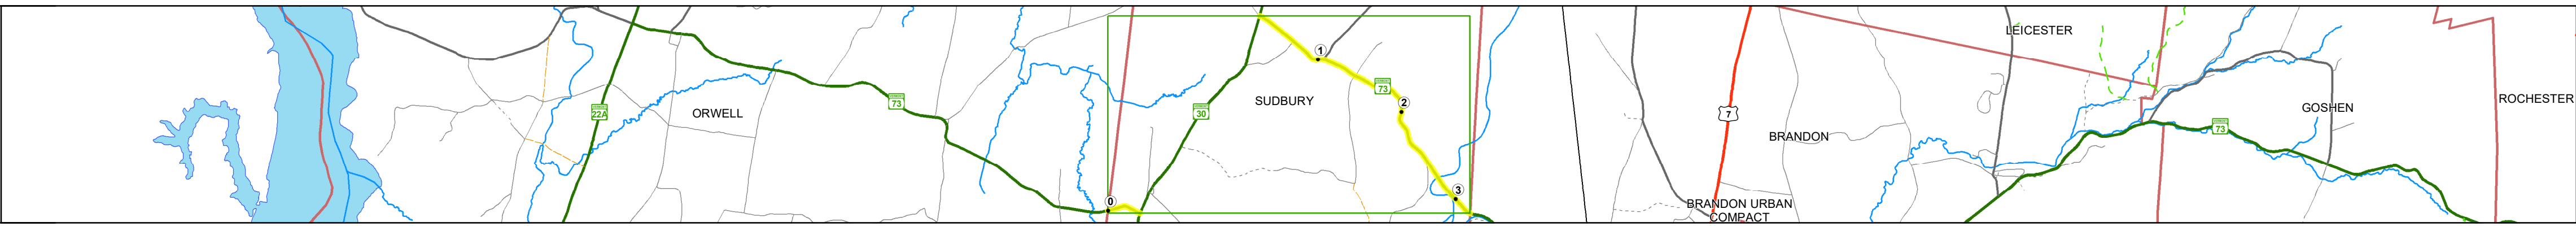 LEICESTER
1
73
73
ROCHESTER
SUDBURY
2
GOSHEN
22A
ORWELL
30
7
73
BRANDON
3
0
BRANDON URBAN
COMPACT